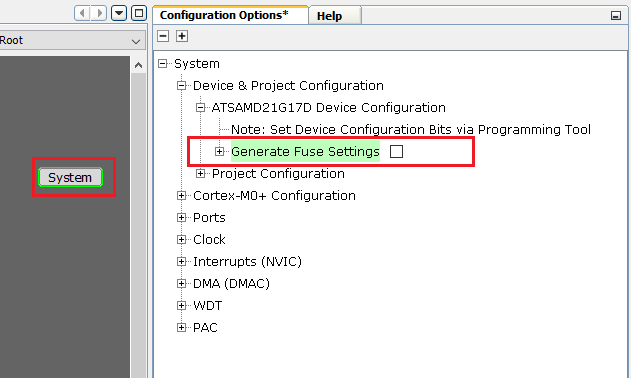 Configuration Options*
Help
Root
System
System
Device & Project Configuration
ATSAMD21G17D Device Configuration
Note: Set Device Configuration Bits via Programming Tool
Generate Fuse Settings
Project Configuration
Cortex-M0+ Configuration
Ports
Clock
Interrupts (NVIC)
DMA (DMAC)
WDT
PAC